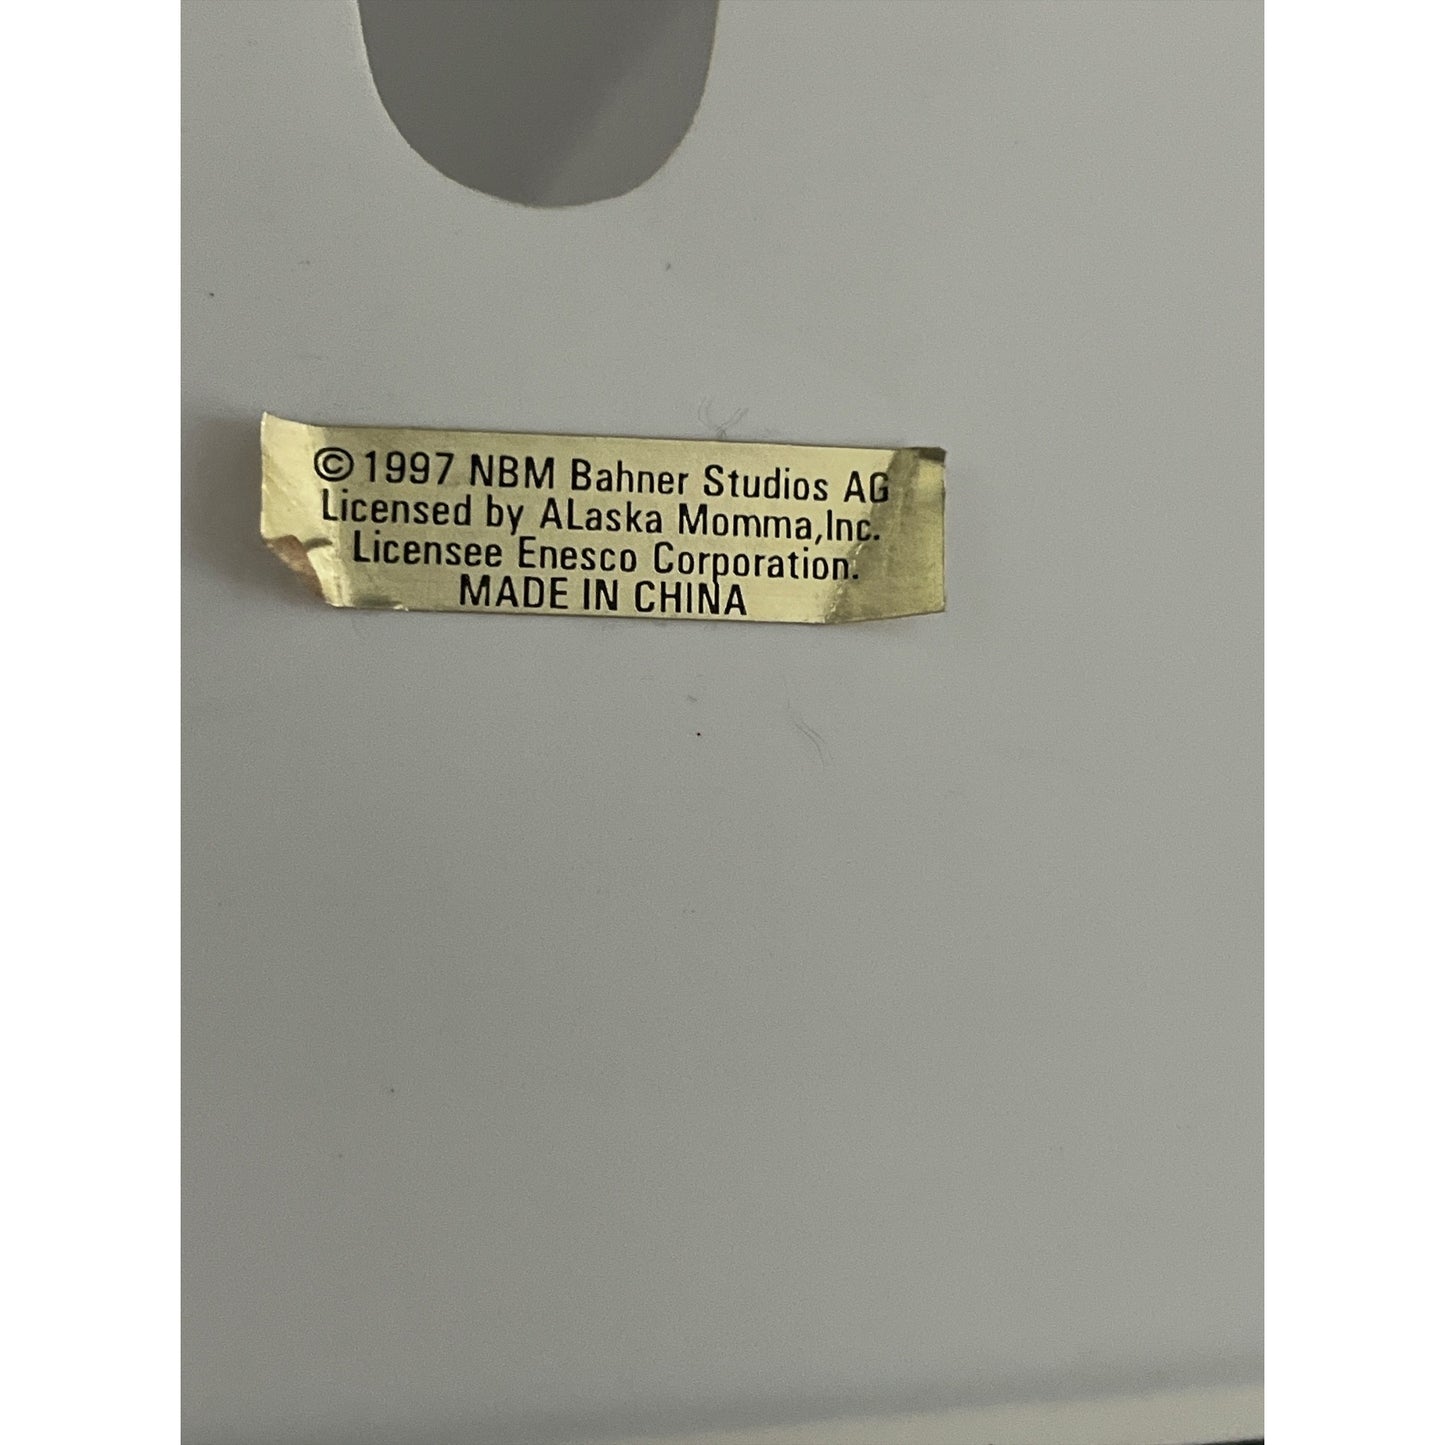 ©1997 NBM Bahner Studios AG
Licensed by ALaska Momma,Inc.
Licensee Enesco Corporation.
MADE IN CHINA